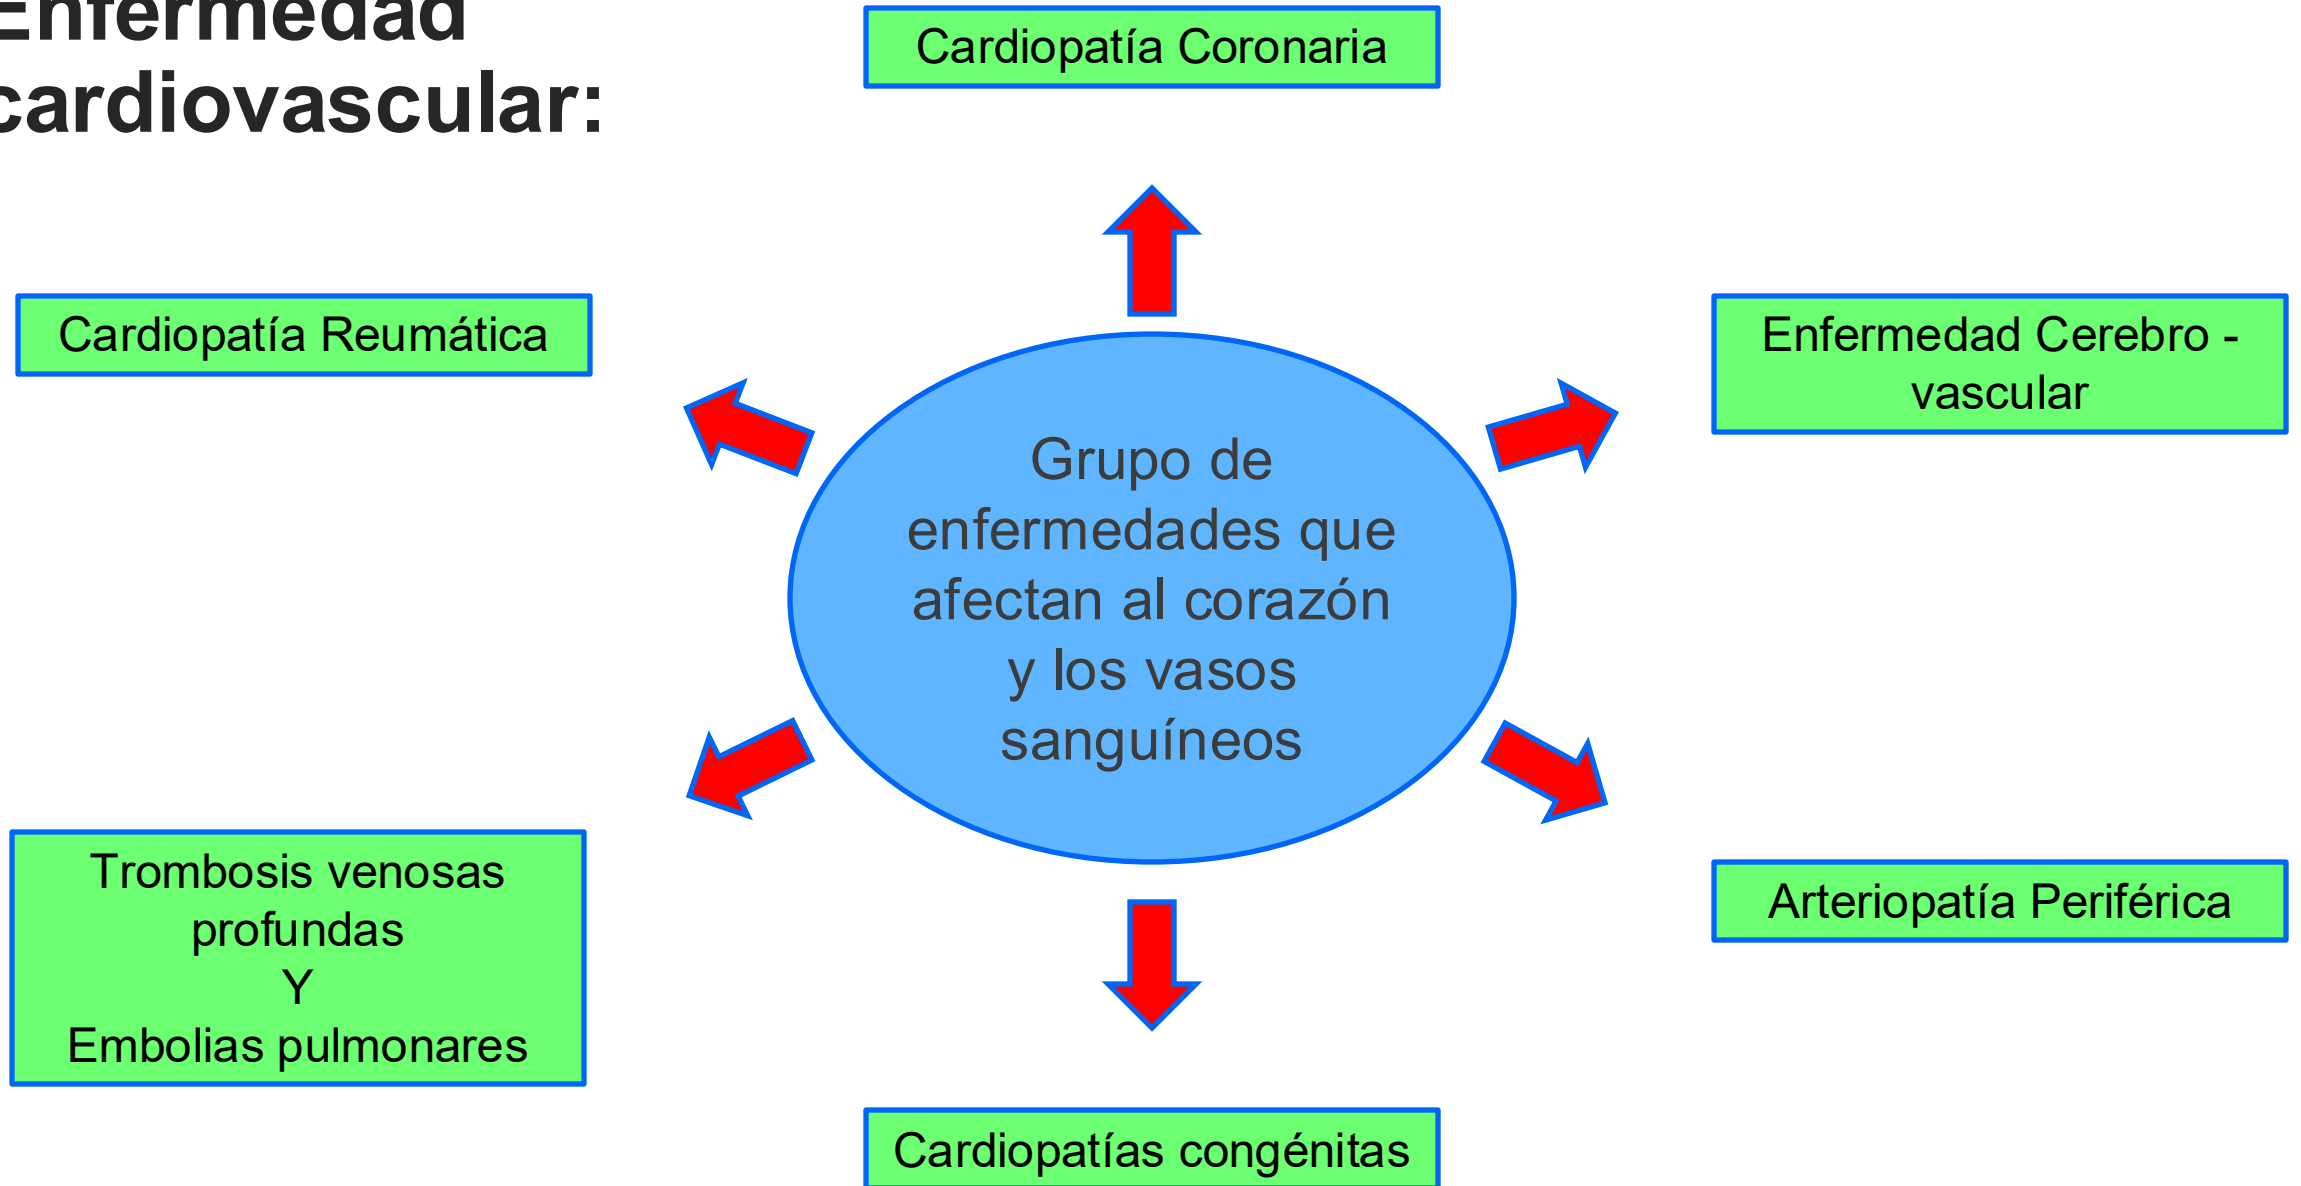 Enfermedad
cardiovascular:
Cardiopatía Coronaria
Cardiopatía Reumática
Enfermedad Cerebro -
vascular
Grupo de
enfermedades que
afectan al corazón
y los vasos
sanguíneos
Trombosis venosas
profundas
Y
Embolias pulmonares
Arteriopatía Periférica
Cardiopatías congénitas